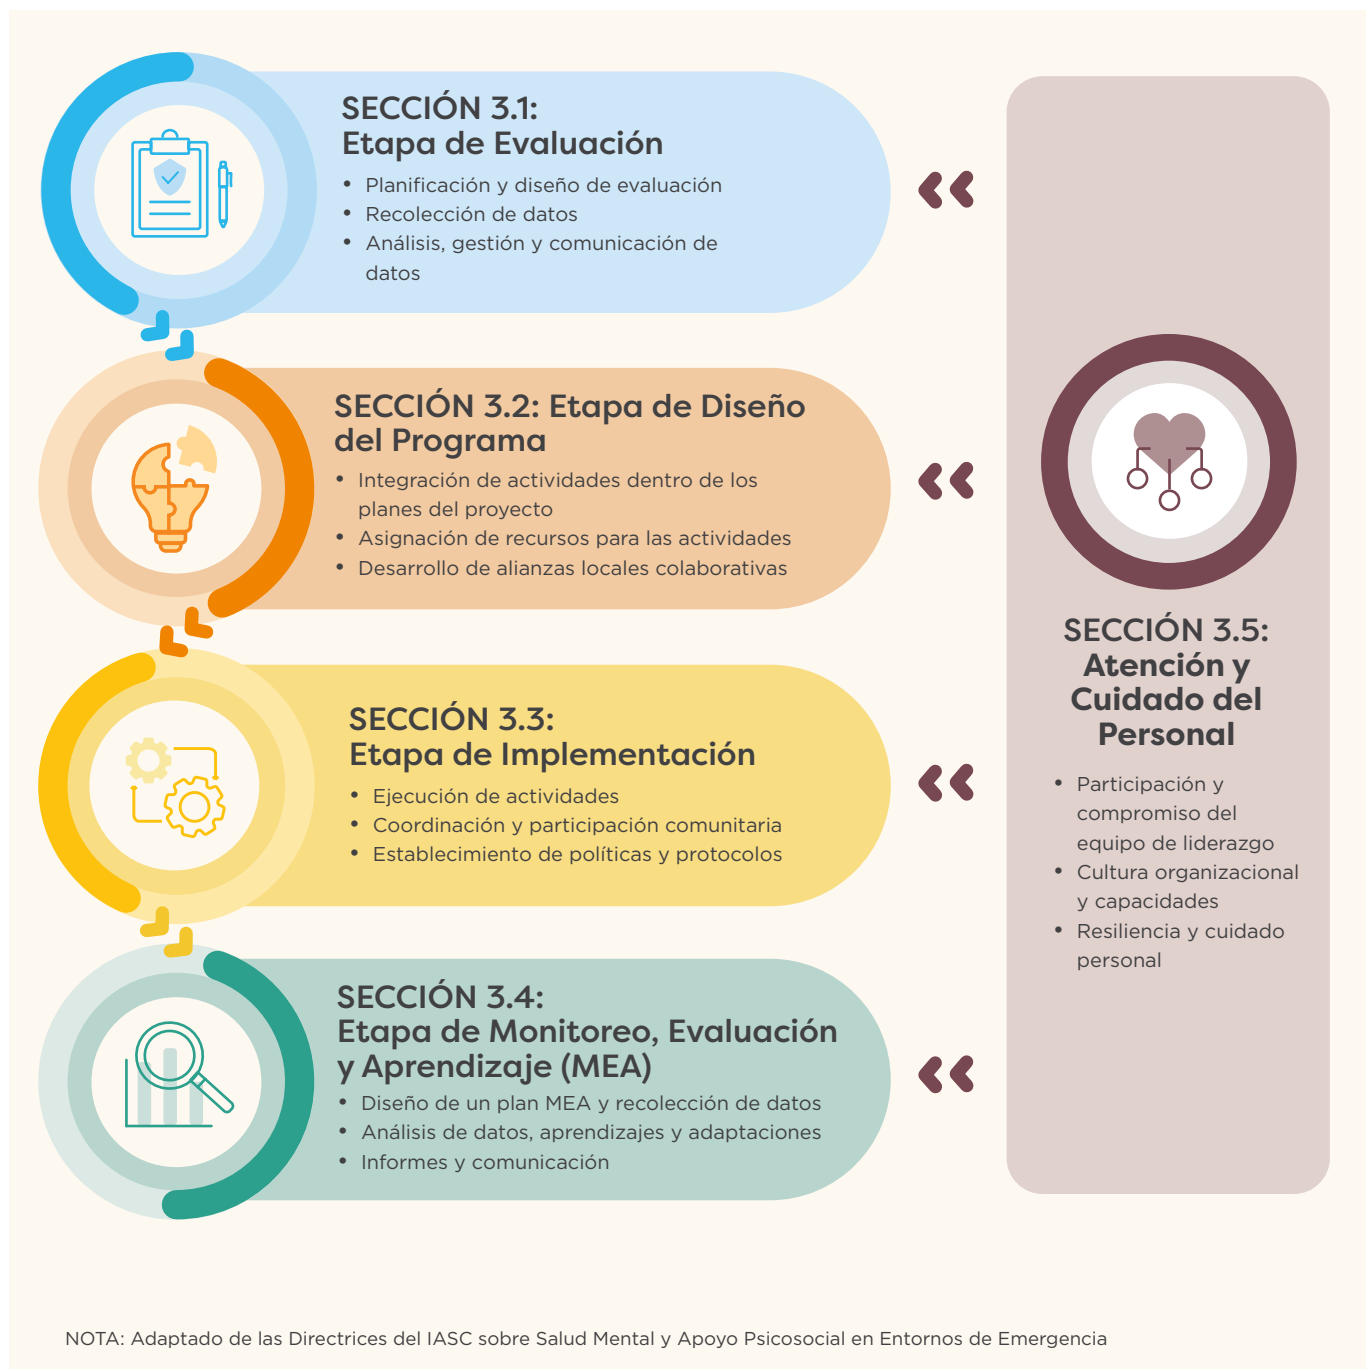 SECCIÓN 3.1:
Etapa de Evaluación
• Planificación y diseño de evaluación
• Recolección de datos
• Análisis, gestión y comunicación de
datos
SECCIÓN 3.2: Etapa de Diseño
del Programa
• Integración de actividades dentro de los
planes del proyecto
• Asignación de recursos para las actividades
• Desarrollo de alianzas locales colaborativas
SECCIÓN 3.3:
Etapa de Implementación
• Ejecución de actividades
• Coordinación y participación comunitaria
• Establecimiento de políticas y protocolos
SECCIÓN 3.4:
Etapa de Monitoreo, Evaluación
y Aprendizaje (MEA)
• Diseño de un plan MEA y recolección de datos
• Análisis de datos, aprendizajes y adaptaciones
• Informes y comunicación
SECCIÓN 3.5:
Atención y
Cuidado del
Personal
• Participación y
compromiso del
equipo de liderazgo
• Cultura organizacional
y capacidades
• Resiliencia y cuidado
personal
NOTA: Adaptado de las Directrices del IASC sobre Salud Mental y Apoyo Psicosocial en Entornos de Emergencia